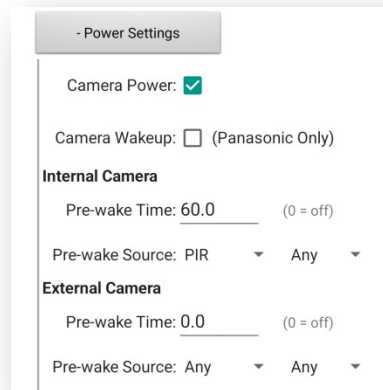 - Power Settings
Camera Power:
Camera Wakeup: (Panasonic Only)
Internal Camera
Pre-wake Time: 60.0 (0 = off)
Pre-wake Source: PIR Any
External Camera
Pre-wake Time: 0.0 (0 = off)
Pre-wake Source: Any Any